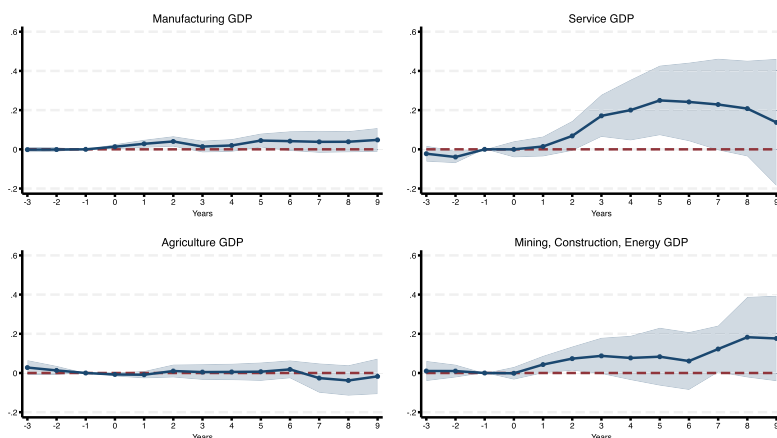 Manufacturing GDP
.6
.4
.2
0
-.2
-3 -2 -1 0 1 2 3 4 5 6 7 8 9
Years
Service GDP
.6
.4
.2
0
-.2
-3 -2 -1 0 1 2 3 4 5 6 7 8 9
Years
Agriculture GDP
.6
.4
.2
0
-.2
-3 -2 -1 0 1 2 3 4 5 6 7 8 9
Years
Mining, Construction, Energy GDP
.6
.4
.2
0
-.2
-3 -2 -1 0 1 2 3 4 5 6 7 8 9
Years